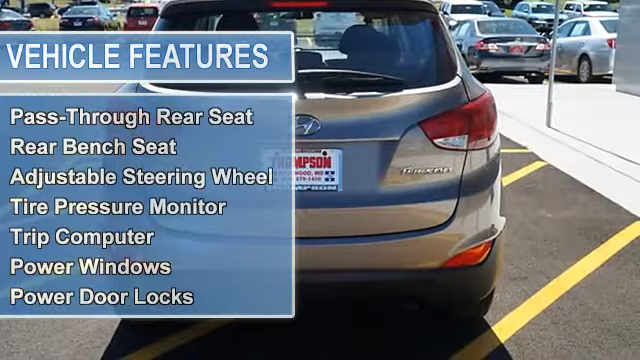 VEHICLE FEATURES
Pass-Through Rear Seat
Rear Bench Seat
Adjustable Steering Wheel
Tire Pressure Monitor
Trip Computer
Power Windows
Power Door Locks
THOMPSON
TUCSON